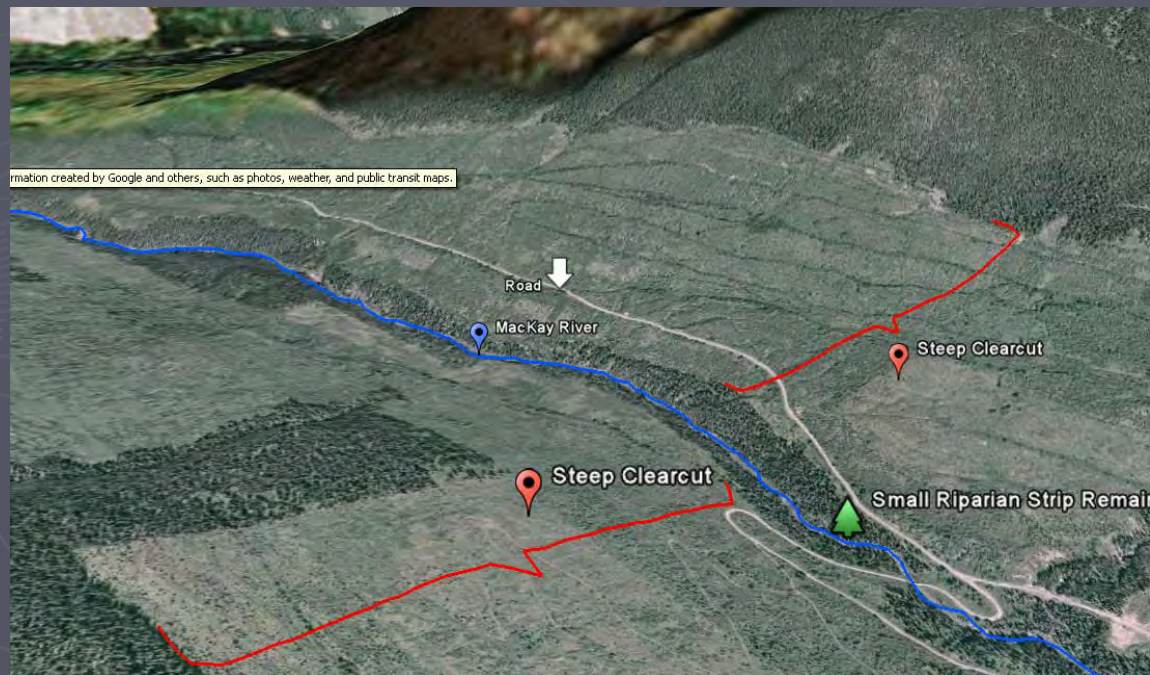 rmation created by Google and others, such as photos, weather, and public transit maps.
Road
MacKay River
Steep Clearcut
Steep Clearcut
Small Riparian Strip Remain